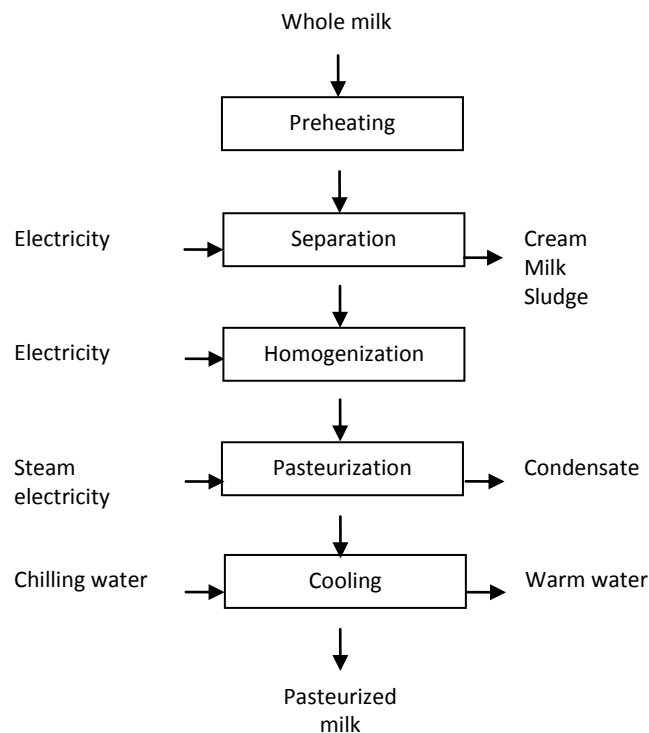 Whole milk
Preheating
Electricity
Separation
Cream
Milk
Sludge
Electricity
Homogenization
Steam
electricity
Pasteurization
Condensate
Chilling water
Cooling
Warm water
Pasteurized
milk